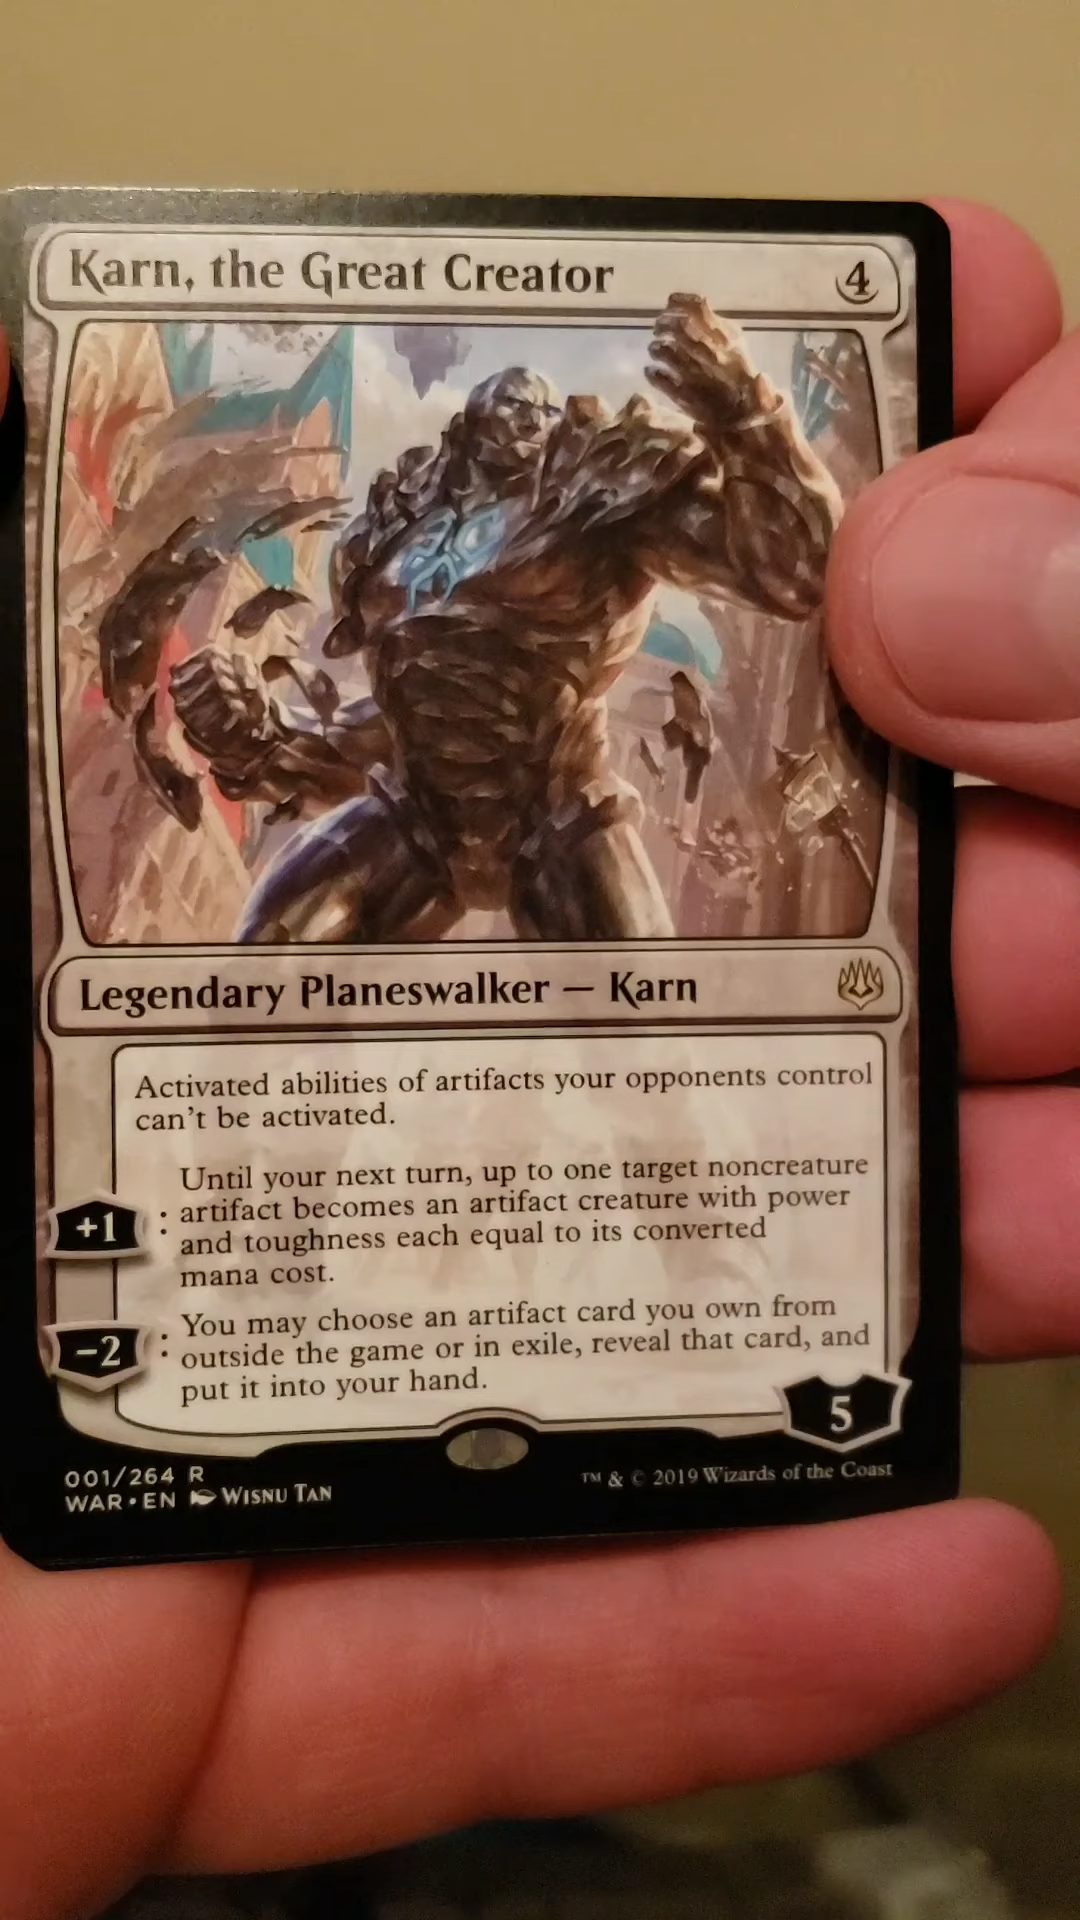 Karn, the Great Creator 4
Legendary Planeswalker — Karn
Activated abilities of artifacts your opponents control
can't be activated.
+1: Until your next turn, up to one target noncreature
artifact becomes an artifact creature with power
and toughness each equal to its converted
mana cost.
−2: You may choose an artifact card you own from
outside the game or in exile, reveal that card, and
put it into your hand.
5
001/264 R
WAR • EN Wisnu Tan
™ & © 2019 Wizards of the Coast